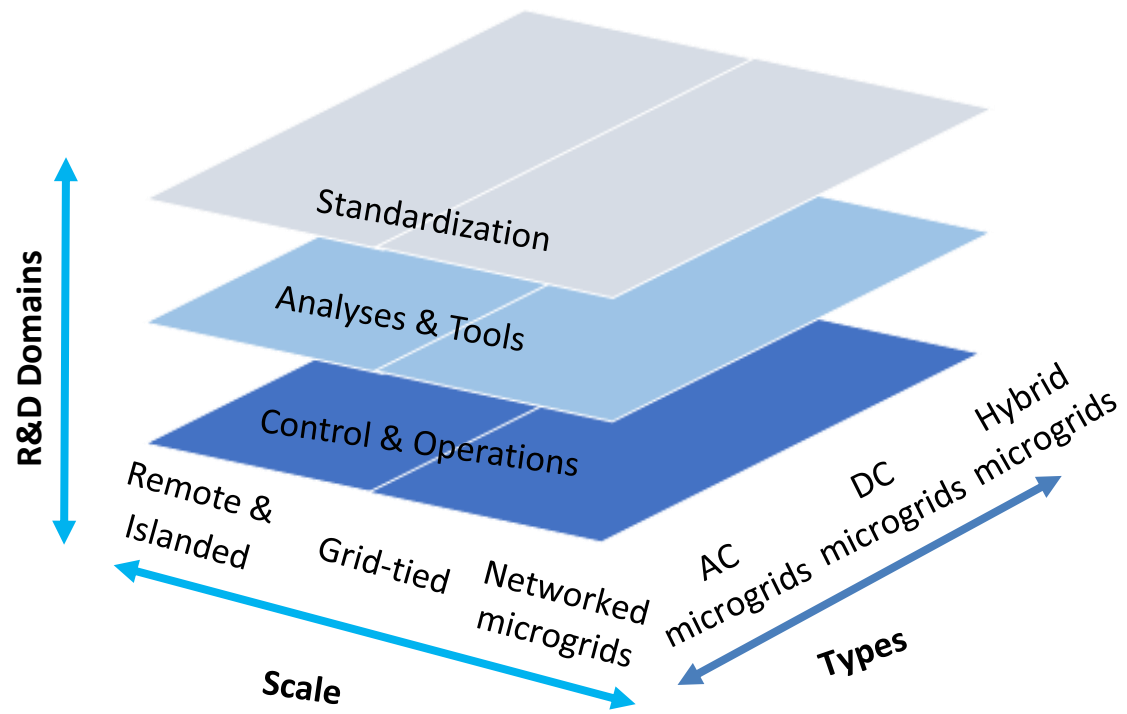 Standardization
Analyses & Tools
Control & Operations
R&D Domains
Remote &
Islanded
Grid-tied
Networked
microgrids
Scale
AC
microgrids
DC
microgrids
Hybrid
microgrids
Types